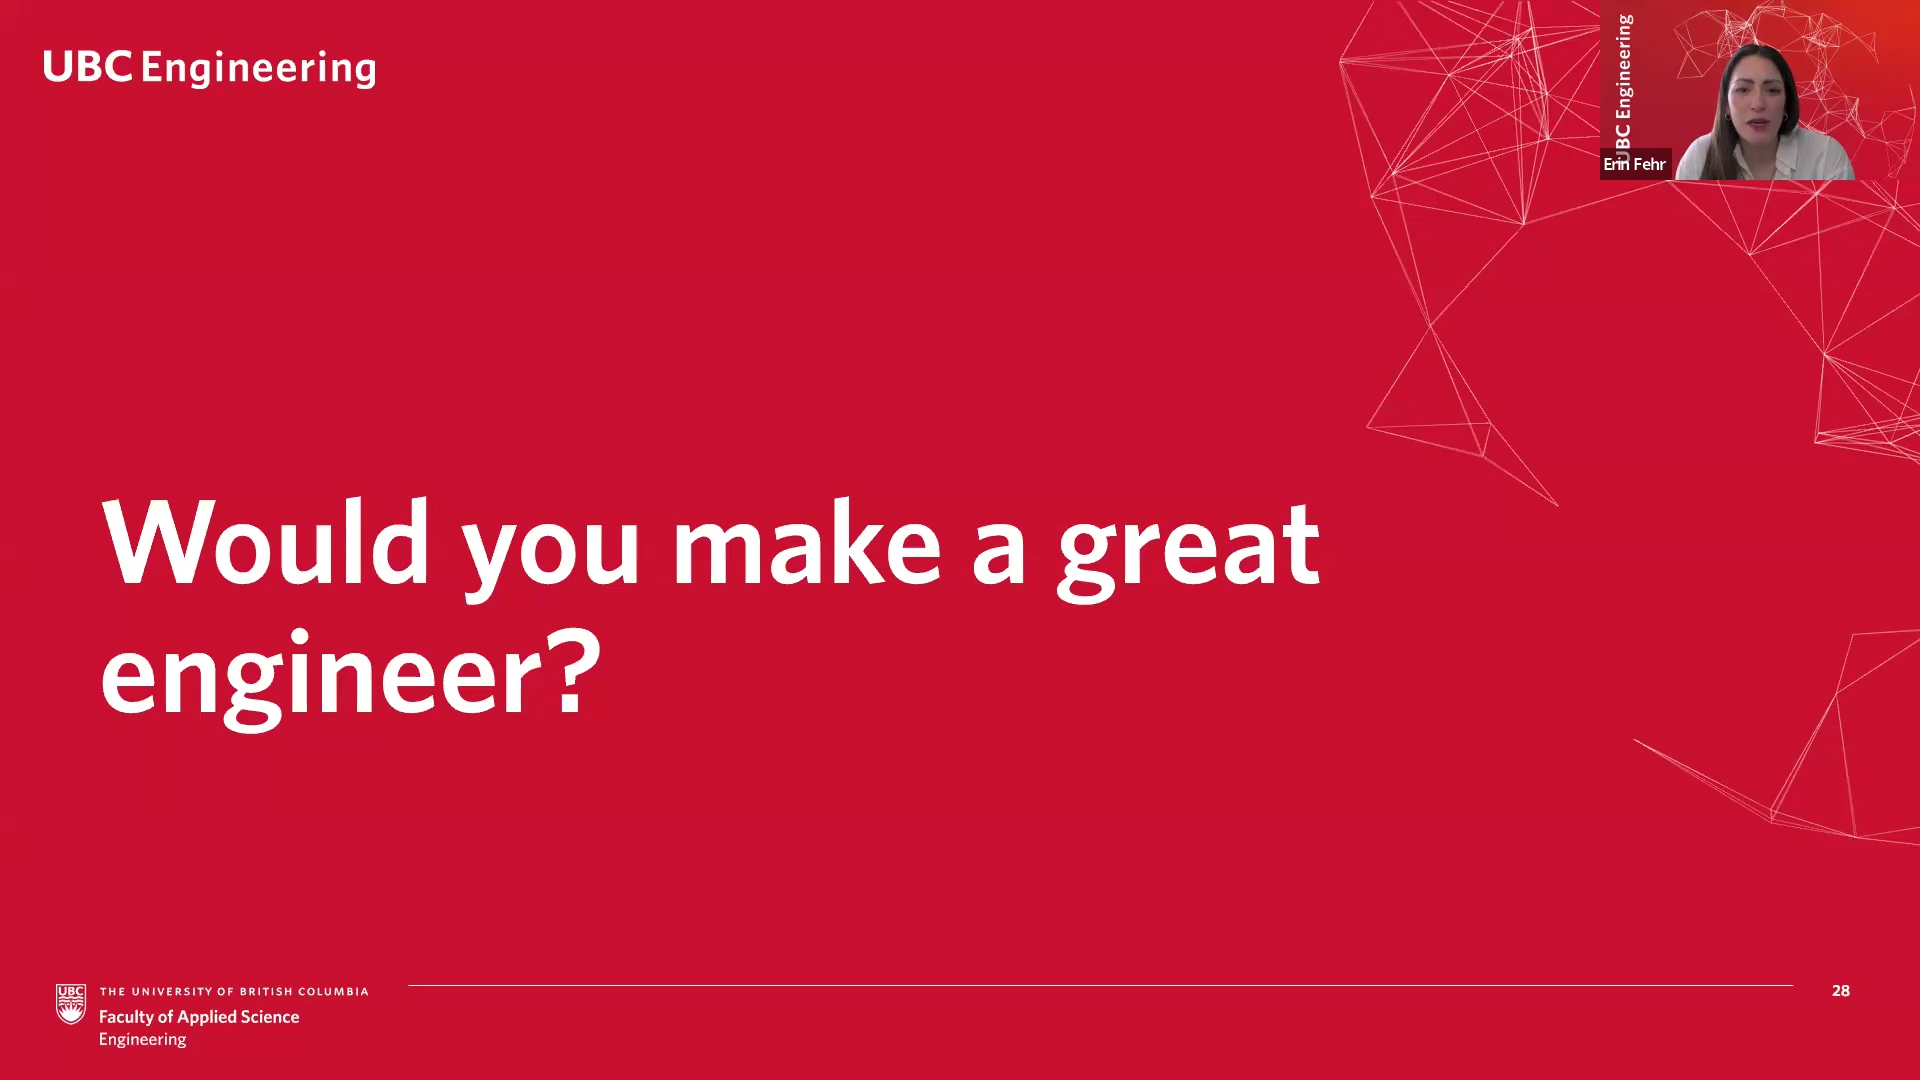 UBC Engineering
UBC Engineering
Erin Fehr
Would you make a great
engineer?
UBC
THE UNIVERSITY OF BRITISH COLUMBIA
Faculty of Applied Science
Engineering
28